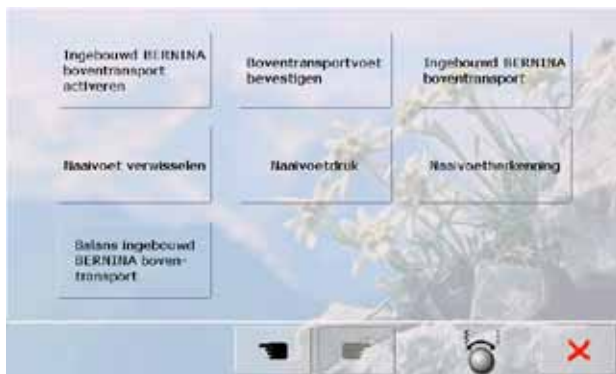 Ingebouwd BERNINA
boventransport
activeren
Boventransportvoet
bevestigen
Ingebouwd BERNINA
boventransport
Naaivoet verwisselen
Naaivoetdruk
Naaivoetherkenning
Balans ingebouwd
BERNINA boven-
transport